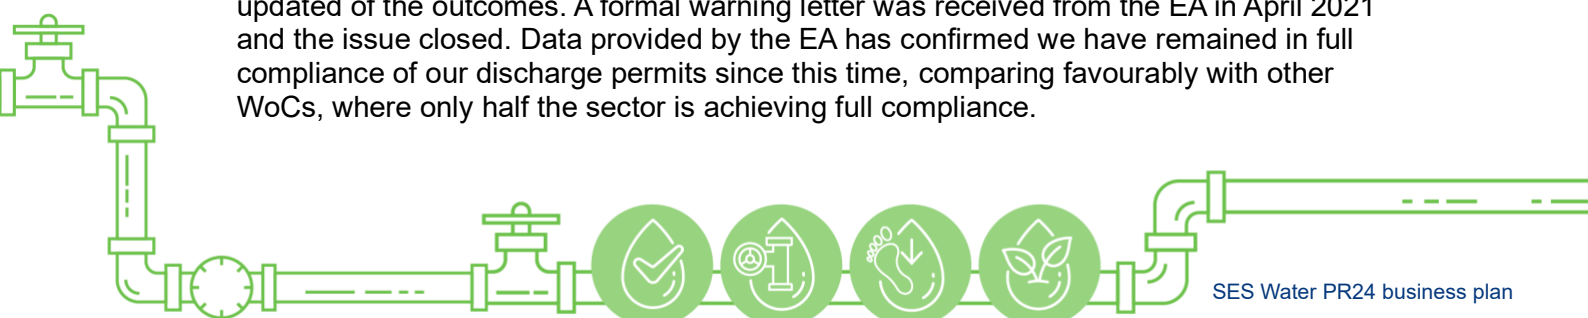 updated of the outcomes. A formal warning letter was received from the EA in April 2021
and the issue closed. Data provided by the EA has confirmed we have remained in full
compliance of our discharge permits since this time, comparing favourably with other
WoCs, where only half the sector is achieving full compliance.
SES Water PR24 business plan